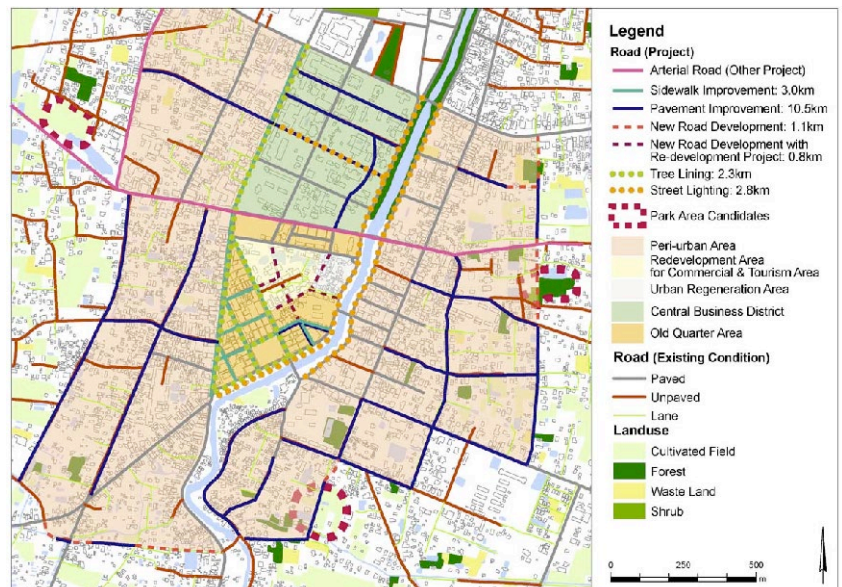 Legend
Road (Project)
Arterial Road (Other Project)
Sidewalk Improvement: 3.0km
Pavement Improvement: 10.5km
New Road Development: 1.1km
New Road Development with
Re-development Project: 0.8km
Tree Lining: 2.3km
Street Lighting: 2.8km
Park Area Candidates
Peri-urban Area
Redevelopment Area
for Commercial & Tourism Area
Urban Regeneration Area
Central Business District
Old Quarter Area
Road (Existing Condition)
Paved
Unpaved
Lane
Landuse
Cultivated Field
Forest
Waste Land
Shrub
0 250 500
m